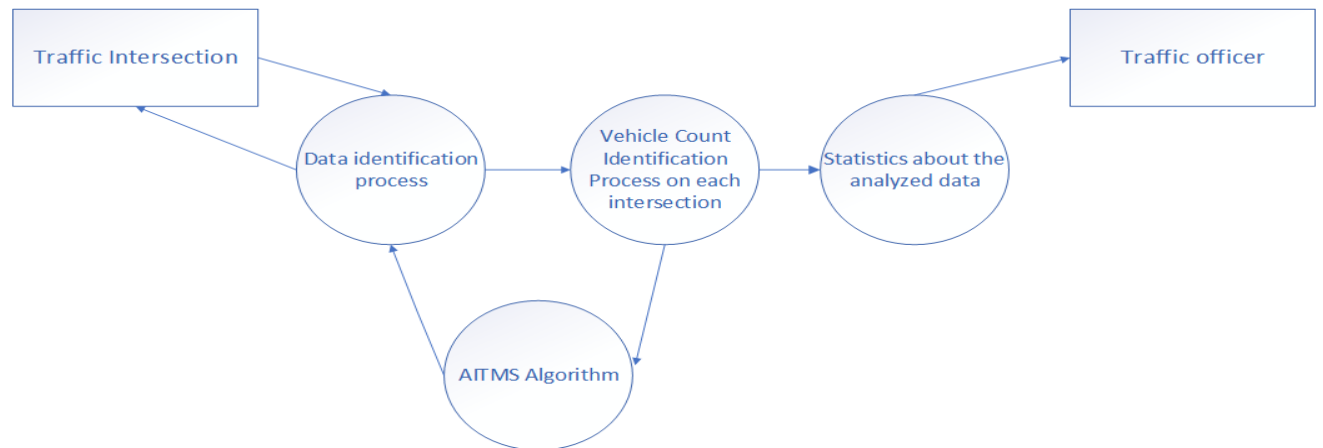 Traffic Intersection
Traffic officer
Data identification
process
Vehicle Count
Identification
Process on each
intersection
Statistics about the
analyzed data
AITMS Algorithm